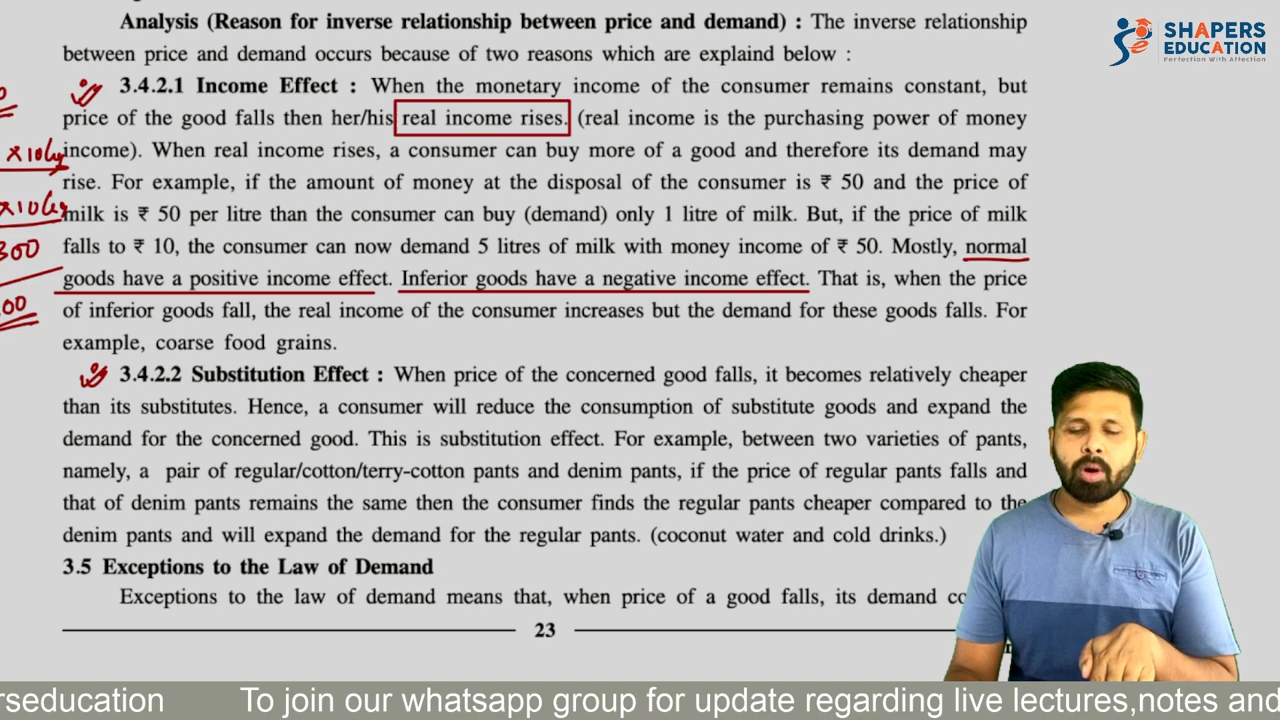 Analysis (Reason for inverse relationship between price and demand) : The inverse relationship
between price and demand occurs because of two reasons which are explaind below :
3.4.2.1 Income Effect : When the monetary income of the consumer remains constant, but
price of the good falls then her/his real income rises. (real income is the purchasing power of money
income). When real income rises, a consumer can buy more of a good and therefore its demand may
rise. For example, if the amount of money at the disposal of the consumer is ₹ 50 and the price of
milk is ₹ 50 per litre than the consumer can buy (demand) only 1 litre of milk. But, if the price of milk
falls to ₹ 10, the consumer can now demand 5 litres of milk with money income of ₹ 50. Mostly, normal
goods have a positive income effect. Inferior goods have a negative income effect. That is, when the price
of inferior goods fall, the real income of the consumer increases but the demand for these goods falls. For
example, coarse food grains.
3.4.2.2 Substitution Effect : When price of the concerned good falls, it becomes relatively cheaper
than its substitutes. Hence, a consumer will reduce the consumption of substitute goods and expand the
demand for the concerned good. This is substitution effect. For example, between two varieties of pants,
namely, a pair of regular/cotton/tery-cotton pants and denim pants, if the price of regular pants falls and
that of denim pants remains the same then the consumer finds the regular pants cheaper compared to the
denim pants and will expand the demand for the regular pants. (coconut water and cold drinks.)
3.5 Exceptions to the Law of Demand
Exceptions to the law of demand means that, when price of a good falls, its demand co
23
×10kg
×10kg
300
00
SHAPERS
EDUCATION
Perfection With Affection
rseducation To join our whatsapp group for update regarding live lectures,notes and